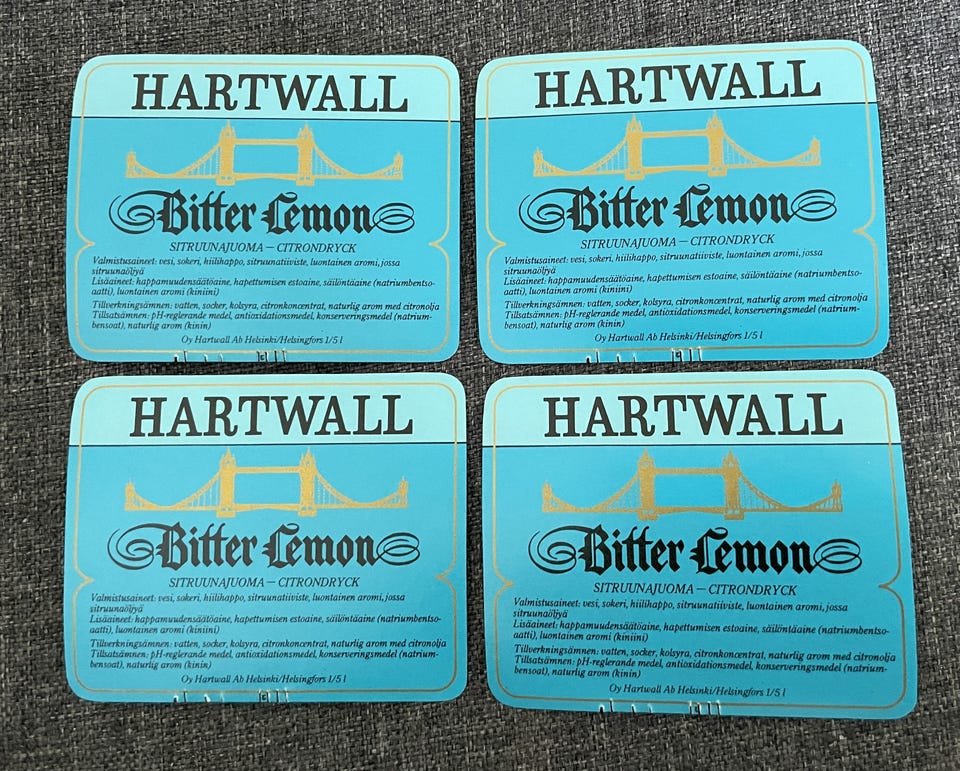 HARTWALL
Bitter Lemon
SITRUUNAJUOMA – CITRONDRYCK
Valmistusaineet: vesi, sokeri, hiilihappo, sitruunatiiviste, luontainen aromi, jossa
sitruunaöljyä
Lisäaineet: happamuudensäätöaine, hapettumisen estoaine, säilöntäaine (natriumbentso-
aatti), luontainen aromi (kiniini)
Tillverkningsämnen: vatten, socker, kolsyra, citronkoncentrat, naturlig arom med citronolja
Tillsatsämnen: pH-reglerande medel, antioxidationsmedel, konserveringsmedel (natrium-
bensoat), naturlig arom (kinin)
Oy Hartwall Ab Helsinki/Helsingfors 1/5 l
HARTWALL
Bitter Lemon
SITRUUNAJUOMA – CITRONDRYCK
Valmistusaineet: vesi, sokeri, hiilihappo, sitruunatiiviste, luontainen aromi, jossa
sitruunaöljyä
Lisäaineet: happamuudensäätöaine, hapettumisen estoaine, säilöntäaine (natriumbentso-
aatti), luontainen aromi (kiniini)
Tillverkningsämnen: vatten, socker, kolsyra, citronkoncentrat, naturlig arom med citronolja
Tillsatsämnen: pH-reglerande medel, antioxidationsmedel, konserveringsmedel (natrium-
bensoat), naturlig arom (kinin)
Oy Hartwall Ab Helsinki/Helsingfors 1/5 l
HARTWALL
Bitter Lemon
SITRUUNAJUOMA – CITRONDRYCK
Valmistusaineet: vesi, sokeri, hiilihappo, sitruunatiiviste, luontainen aromi, jossa
sitruunaöljyä
Lisäaineet: happamuudensäätöaine, hapettumisen estoaine, säilöntäaine (natriumbentso-
aatti), luontainen aromi (kiniini)
Tillverkningsämnen: vatten, socker, kolsyra, citronkoncentrat, naturlig arom med citronolja
Tillsatsämnen: pH-reglerande medel, antioxidationsmedel, konserveringsmedel (natrium-
bensoat), naturlig arom (kinin)
Oy Hartwall Ab Helsinki/Helsingfors 1/5 l
HARTWALL
Bitter Lemon
SITRUUNAJUOMA – CITRONDRYCK
Valmistusaineet: vesi, sokeri, hiilihappo, sitruunatiiviste, luontainen aromi, jossa
sitruunaöljyä
Lisäaineet: happamuudensäätöaine, hapettumisen estoaine, säilöntäaine (natriumbentso-
aatti), luontainen aromi (kiniini)
Tillverkningsämnen: vatten, socker, kolsyra, citronkoncentrat, naturlig arom med citronolja
Tillsatsämnen: pH-reglerande medel, antioxidationsmedel, konserveringsmedel (natrium-
bensoat), naturlig arom (kinin)
Oy Hartwall Ab Helsinki/Helsingfors 1/5 l